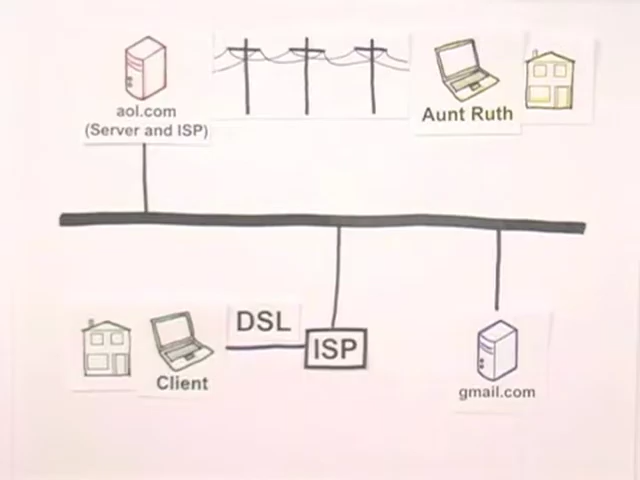 aol.com
(Server and ISP)
Aunt Ruth
DSL
ISP
Client
gmail.com